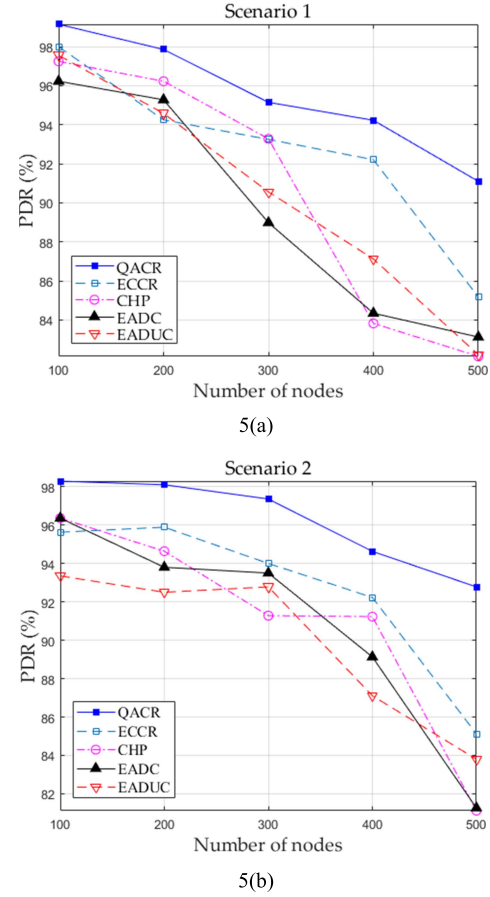 Scenario 1
PDR (%)
98
96
94
92
90
88
86
84
QACR
ECCR
CHP
EADC
EADUC
100 200 300 400 500
Number of nodes
5(a)
Scenario 2
PDR (%)
98
96
94
92
90
88
86
84
82
QACR
ECCR
CHP
EADC
EADUC
100 200 300 400 500
Number of nodes
5(b)